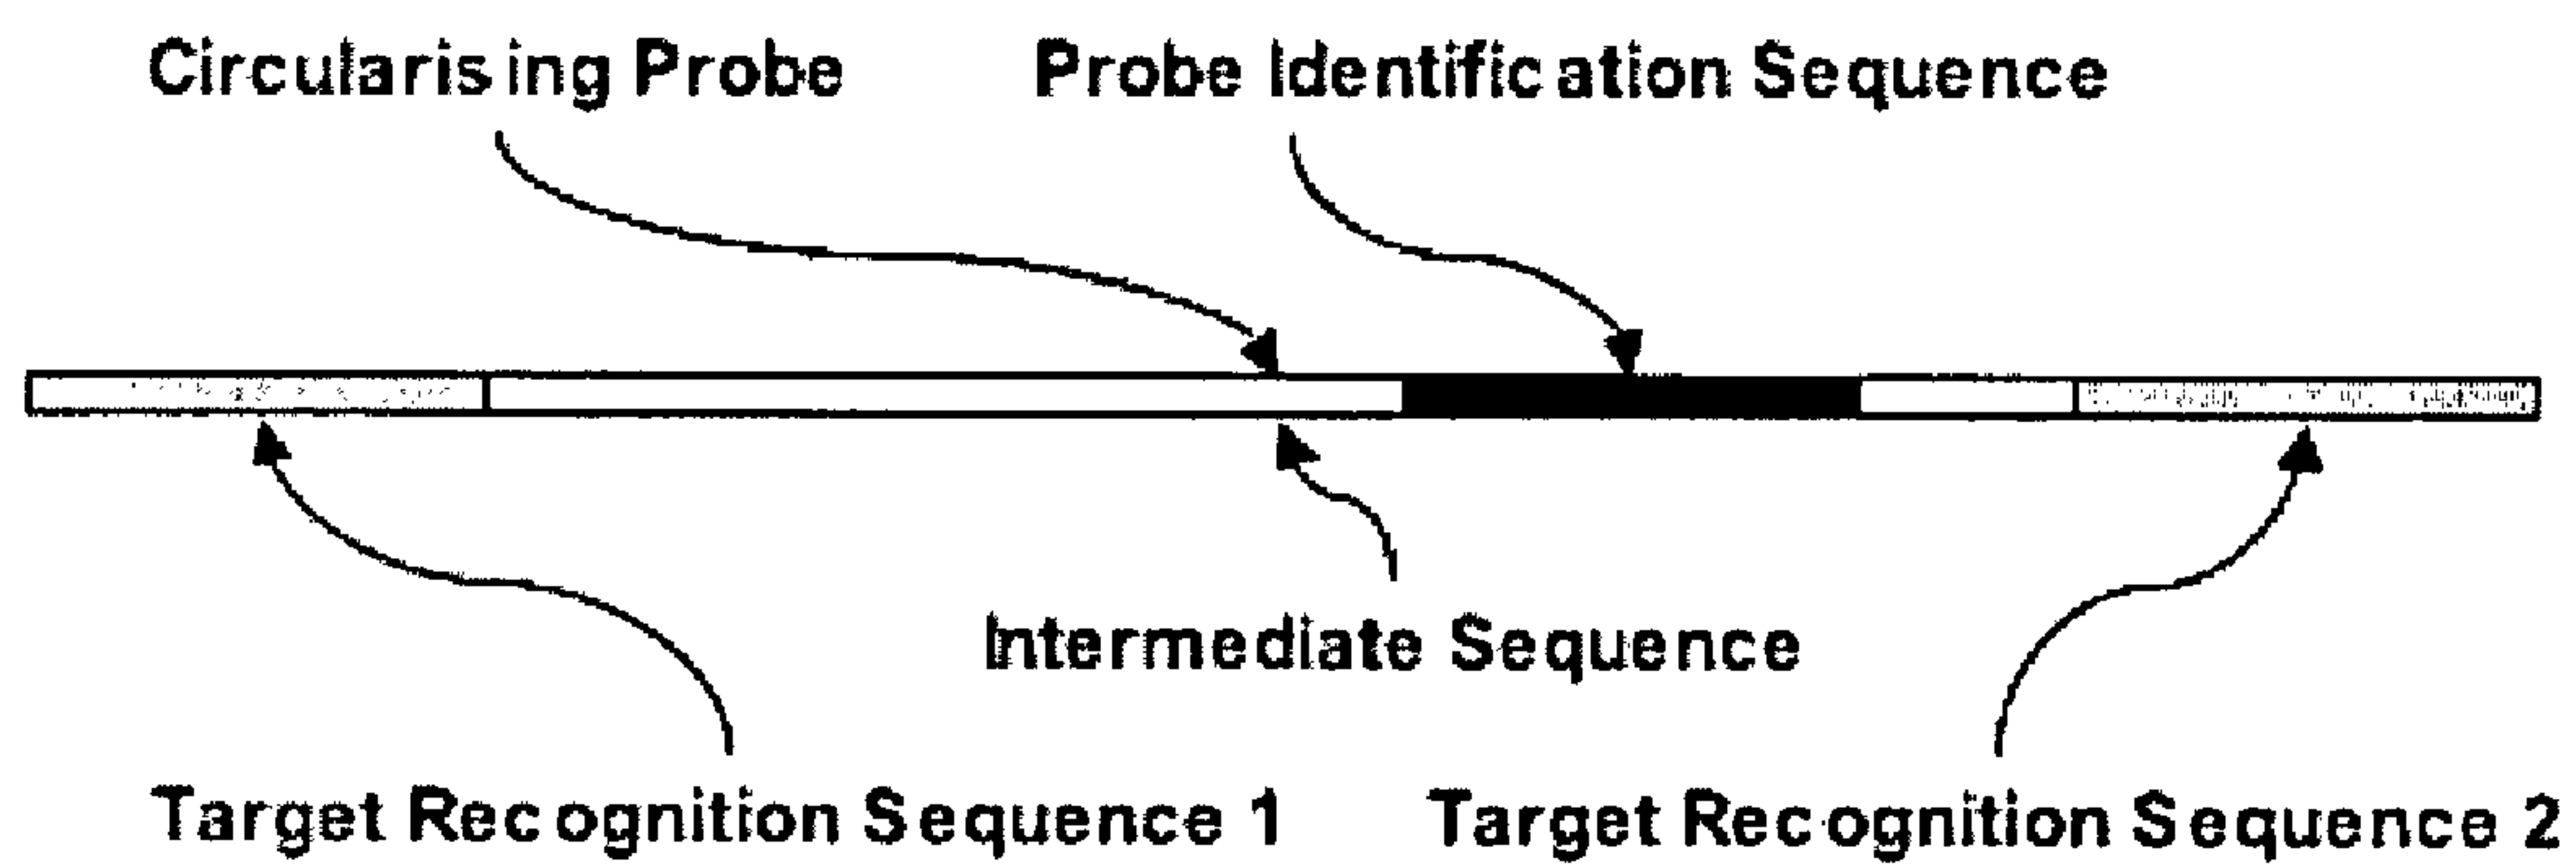 Circularising Probe
Probe Identification Sequence
Intermediate Sequence
Target Recognition Sequence 1
Target Recognition Sequence 2